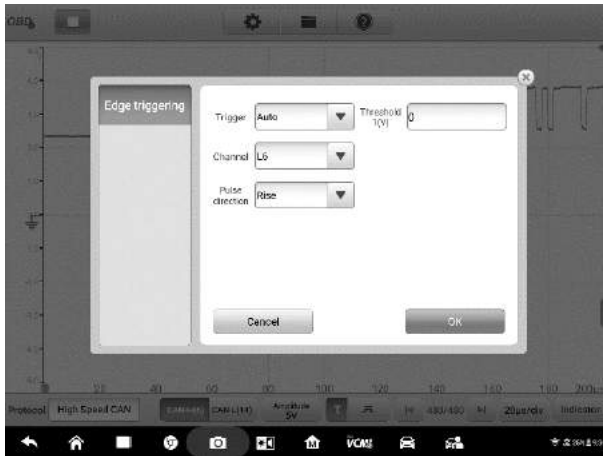 OBD
Edge triggering
Trigger Auto
Threshold
1(V) 0
Channel L6
Pulse
direction Rise
Cancel
OK
20 40 60 80 100 120 140 160 180 200µs
Protocol High Speed CAN CAN-L(14) Amplitude
5V
T
480/480
20µs/div
Indicator
VCMI